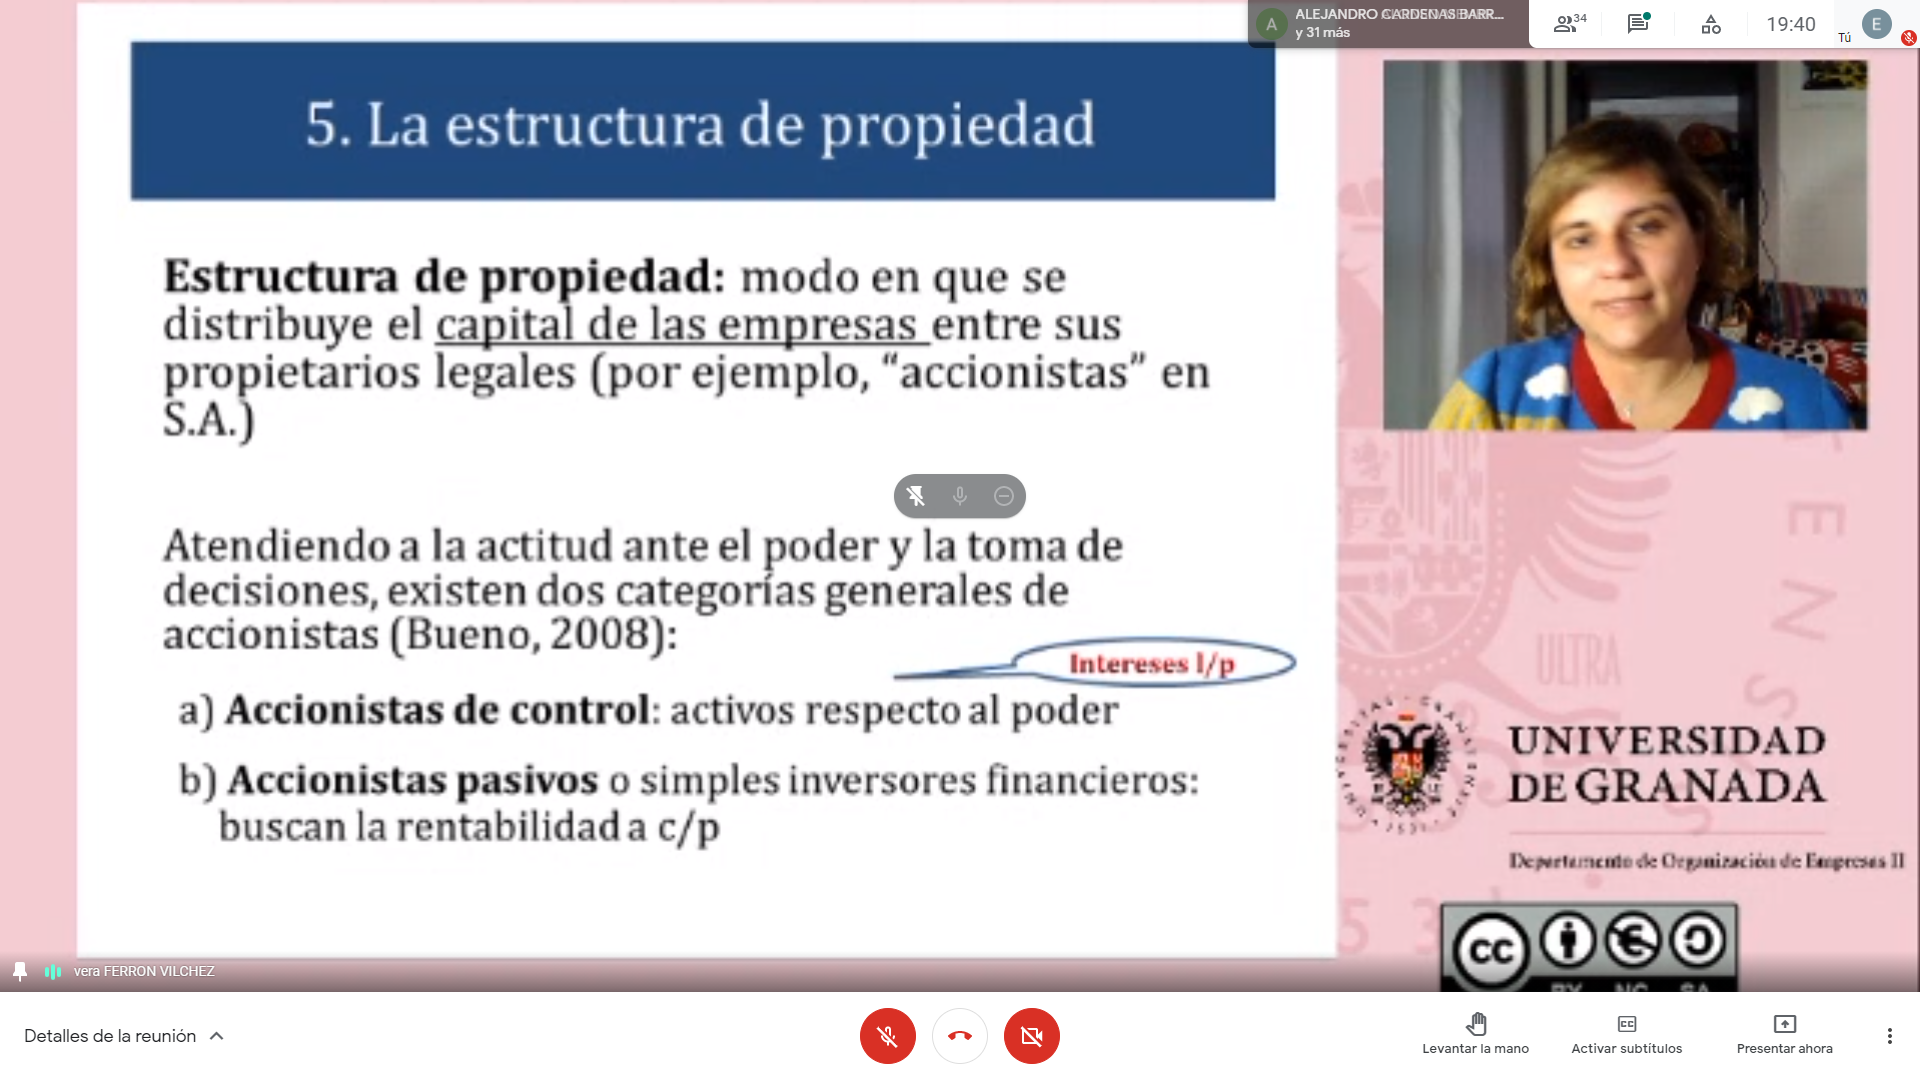 ALEJANDRO CARDENAS BARR...
y 31 más
34
19:40
Tú
E
A
5. La estructura de propiedad
Estructura de propiedad: modo en que se
distribuye el capital de las empresas entre sus
propietarios legales (por ejemplo, “accionistas” en
S.A.)
Atendiendo a la actitud ante el poder y la toma de
decisiones, existen dos categorías generales de
accionistas (Bueno, 2008):
Intereses l/p
a) Accionistas de control: activos respecto al poder
b) Accionistas pasivos o simples inversores financieros:
buscan la rentabilidad a c/p
ULTRA
UNIVERSIDAD
DE GRANADA
Departamento de Organización de Empresas II
cc
BY NC SA
vera FERRON VILCHEZ
Detalles de la reunión
Levantar la mano
Activar subtítulos
Presentar ahora